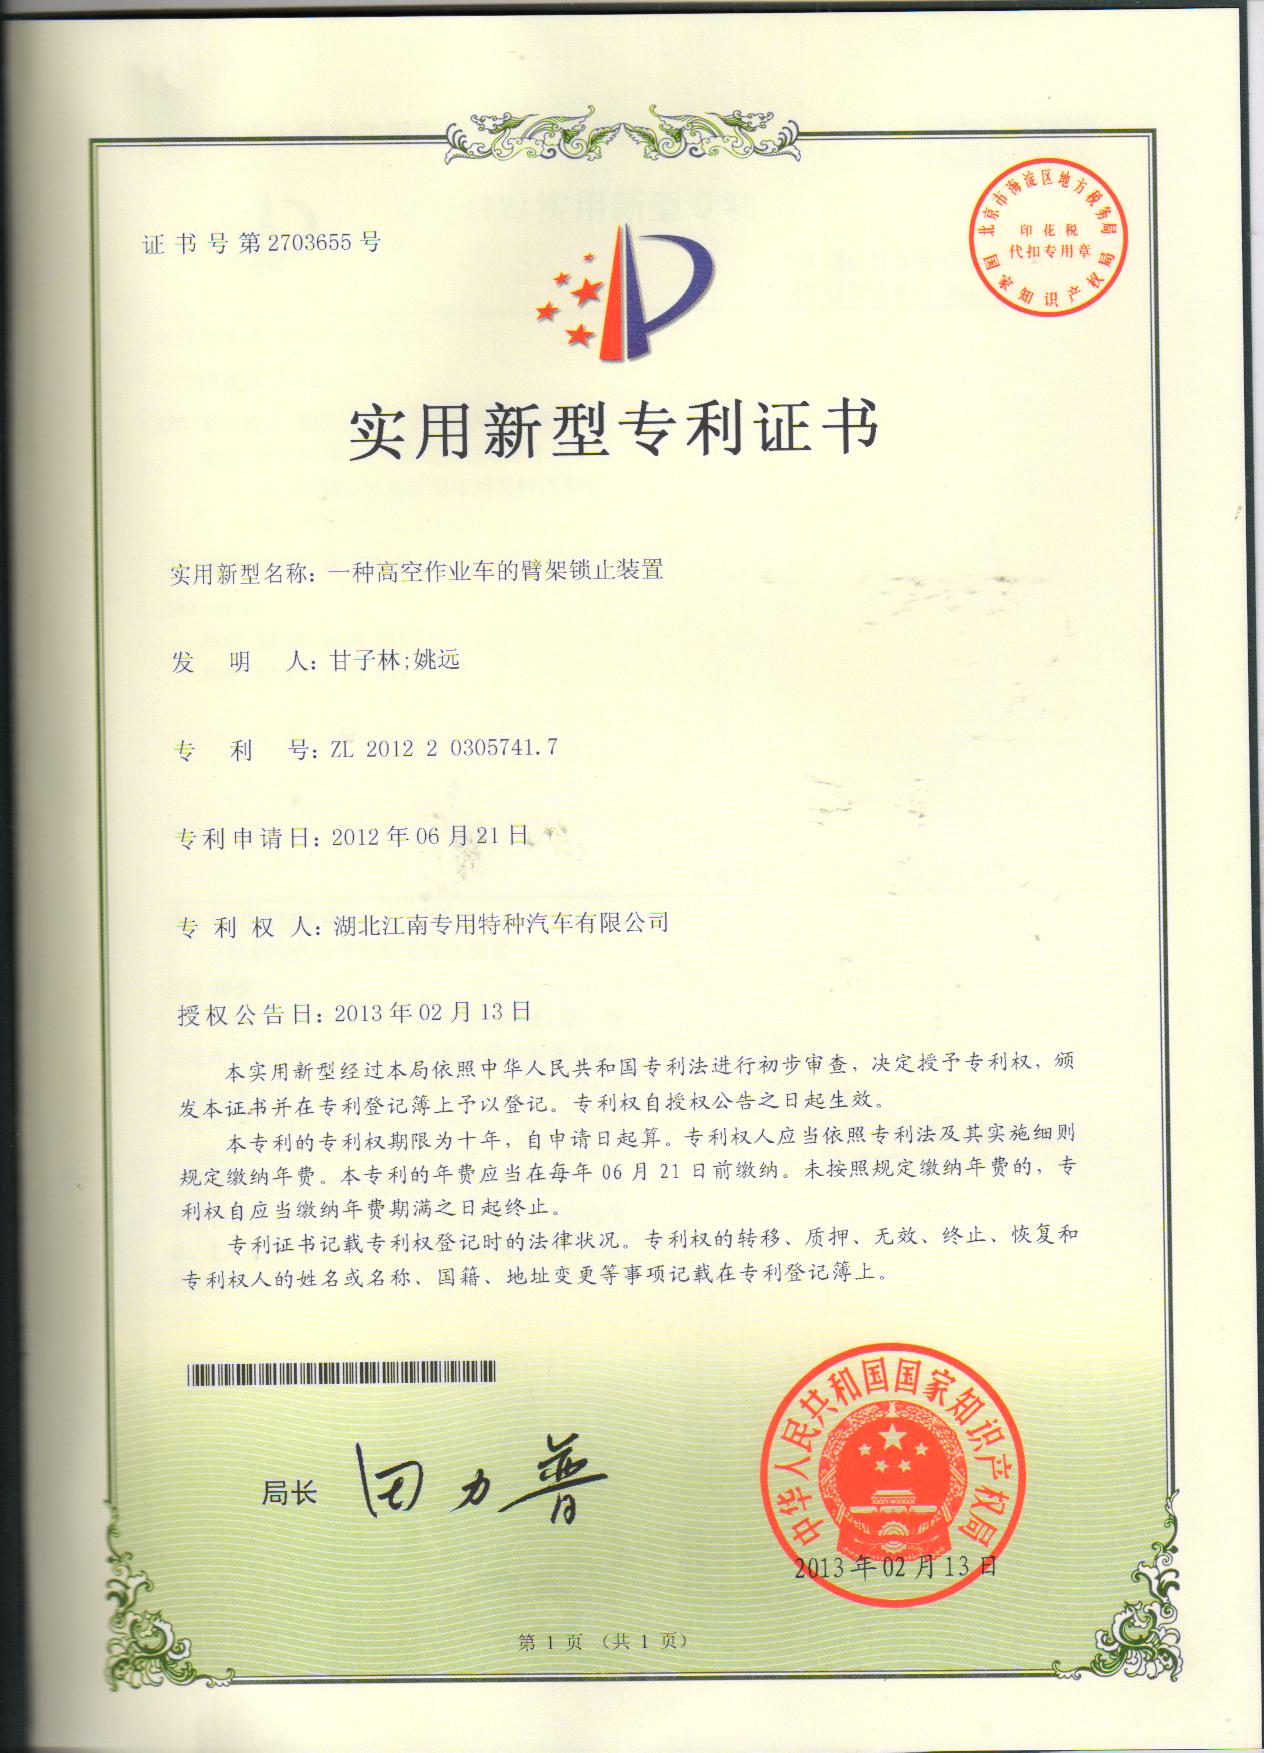 证书号第2703655号
北京市海淀区地方税务局
印花税
代扣专用章
国家知识产权局
实用新型专利证书
实用新型名称：一种高空作业车的臂架锁止装置
发明人：甘子林;姚远
专利号：ZL 2012 2 0305741.7
专利申请日：2012年06月21日
专利权人：湖北江南专用特种汽车有限公司
授权公告日：2013年02月13日
本实用新型经过本局依照中华人民共和国专利法进行初步审查，决定授予专利权，颁
发本证书并在专利登记簿上予以登记。专利权自授权公告之日起生效。
本专利的专利权期限为十年，自申请日起算。专利权人应当依照专利法及其实施细则
规定缴纳年费。本专利的年费应当在每年06月21日前缴纳。未按照规定缴纳年费的，专
利权自应当缴纳年费期满之日起终止。
专利证书记载专利权登记时的法律状况。专利权的转移、质押、无效、终止、恢复和
专利权人的姓名或名称、国籍、地址变更等事项记载在专利登记簿上。
局长 田力普
中华人民共和国国家知识产权局
2013年02月13日
第1页（共1页）